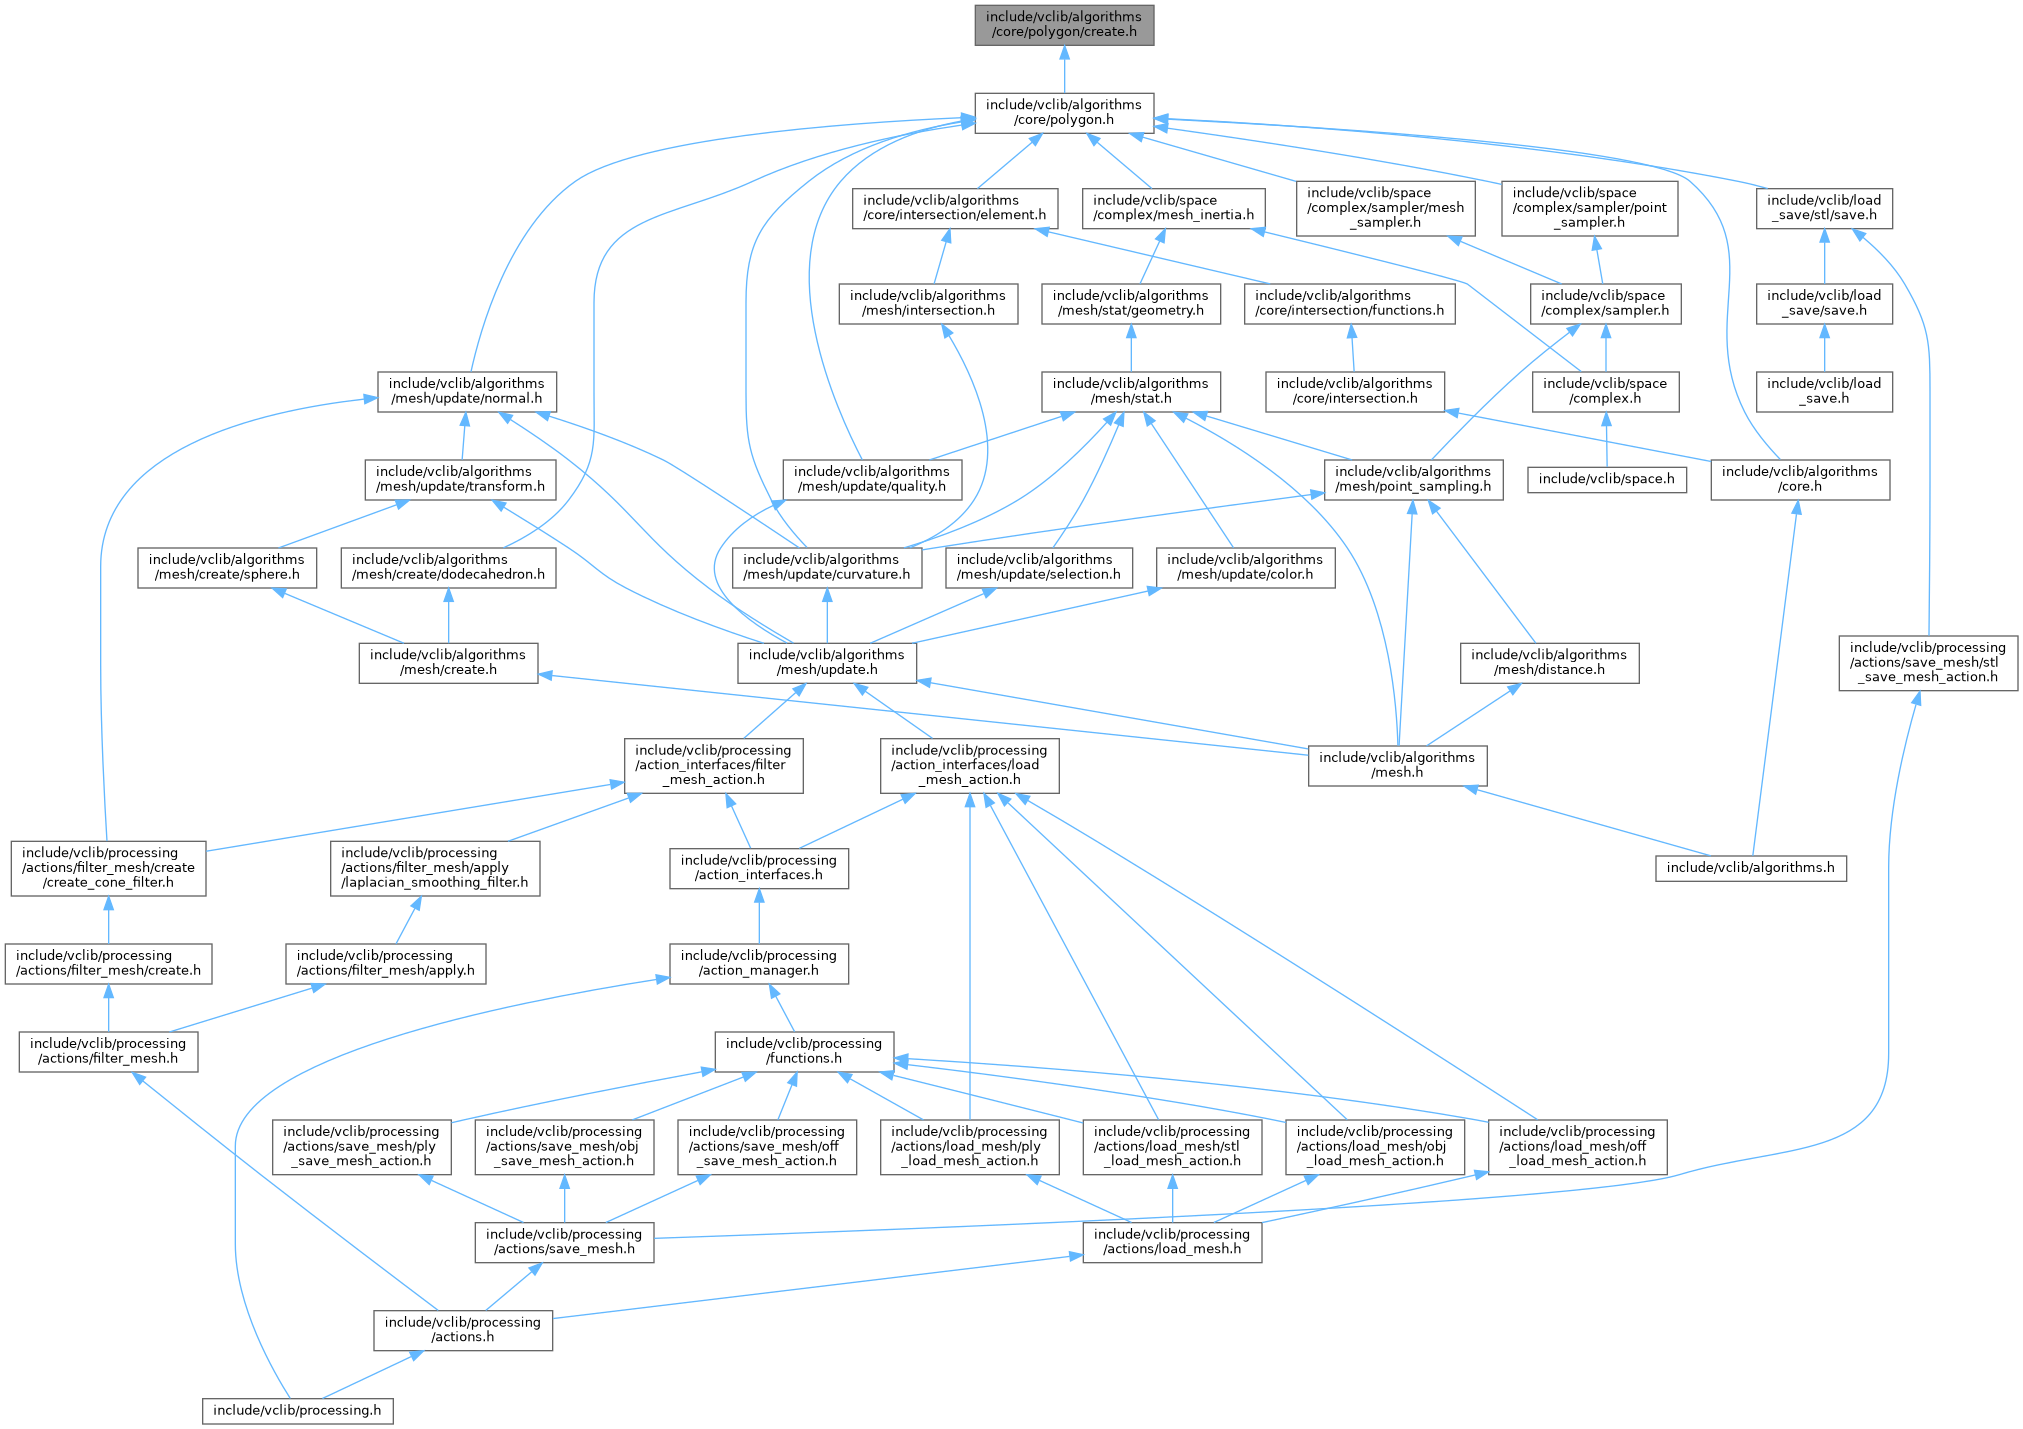 include/vclib/algorithms
/core/polygon/create.h
include/vclib/algorithms
/core/polygon.h
include/vclib/algorithms
/core/intersection/element.h
include/vclib/space
/complex/mesh_inertia.h
include/vclib/space
/complex/sampler/mesh
_sampler.h
include/vclib/space
/complex/sampler/point
_sampler.h
include/vclib/load
_save/stl/save.h
include/vclib/algorithms
/mesh/intersection.h
include/vclib/algorithms
/mesh/stat/geometry.h
include/vclib/algorithms
/core/intersection/functions.h
include/vclib/space
/complex/sampler.h
include/vclib/load
_save/save.h
include/vclib/algorithms
/mesh/update/normal.h
include/vclib/algorithms
/mesh/stat.h
include/vclib/algorithms
/core/intersection.h
include/vclib/space
/complex.h
include/vclib/load
_save.h
include/vclib/algorithms
/mesh/update/transform.h
include/vclib/algorithms
/mesh/update/quality.h
include/vclib/algorithms
/mesh/point_sampling.h
include/vclib/space.h
include/vclib/algorithms
/core.h
include/vclib/algorithms
/mesh/create/sphere.h
include/vclib/algorithms
/mesh/create/dodecahedron.h
include/vclib/algorithms
/mesh/update/curvature.h
include/vclib/algorithms
/mesh/update/selection.h
include/vclib/algorithms
/mesh/update/color.h
include/vclib/algorithms
/mesh/create.h
include/vclib/algorithms
/mesh/update.h
include/vclib/algorithms
/mesh/distance.h
include/vclib/processing
/actions/save_mesh/stl
_save_mesh_action.h
include/vclib/processing
/action_interfaces/filter
_mesh_action.h
include/vclib/processing
/action_interfaces/load
_mesh_action.h
include/vclib/algorithms
/mesh.h
include/vclib/processing
/actions/filter_mesh/create
/create_cone_filter.h
include/vclib/processing
/actions/filter_mesh/apply
/laplacian_smoothing_filter.h
include/vclib/processing
/action_interfaces.h
include/vclib/algorithms.h
include/vclib/processing
/actions/filter_mesh/create.h
include/vclib/processing
/actions/filter_mesh/apply.h
include/vclib/processing
/action_manager.h
include/vclib/processing
/actions/filter_mesh.h
include/vclib/processing
/functions.h
include/vclib/processing
/actions/save_mesh/ply
_save_mesh_action.h
include/vclib/processing
/actions/save_mesh/obj
_save_mesh_action.h
include/vclib/processing
/actions/save_mesh/off
_save_mesh_action.h
include/vclib/processing
/actions/load_mesh/ply
_load_mesh_action.h
include/vclib/processing
/actions/load_mesh/stl
_load_mesh_action.h
include/vclib/processing
/actions/load_mesh/obj
_load_mesh_action.h
include/vclib/processing
/actions/load_mesh/off
_load_mesh_action.h
include/vclib/processing
/actions/save_mesh.h
include/vclib/processing
/actions/load_mesh.h
include/vclib/processing
/actions.h
include/vclib/processing.h